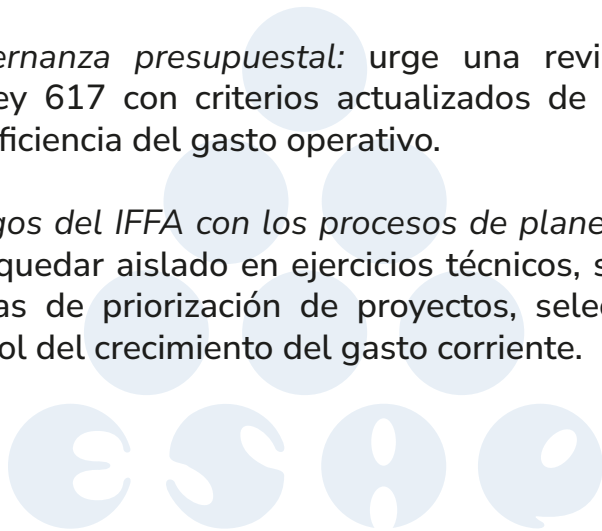 ernanza presupuestal: urge una revi
ey 617 con criterios actualizados de
ficiencia del gasto operativo.
gos del IFFA con los procesos de plane
quedar aislado en ejercicios técnicos, s
as de priorización de proyectos, sele
ol del crecimiento del gasto corriente.
ESAP